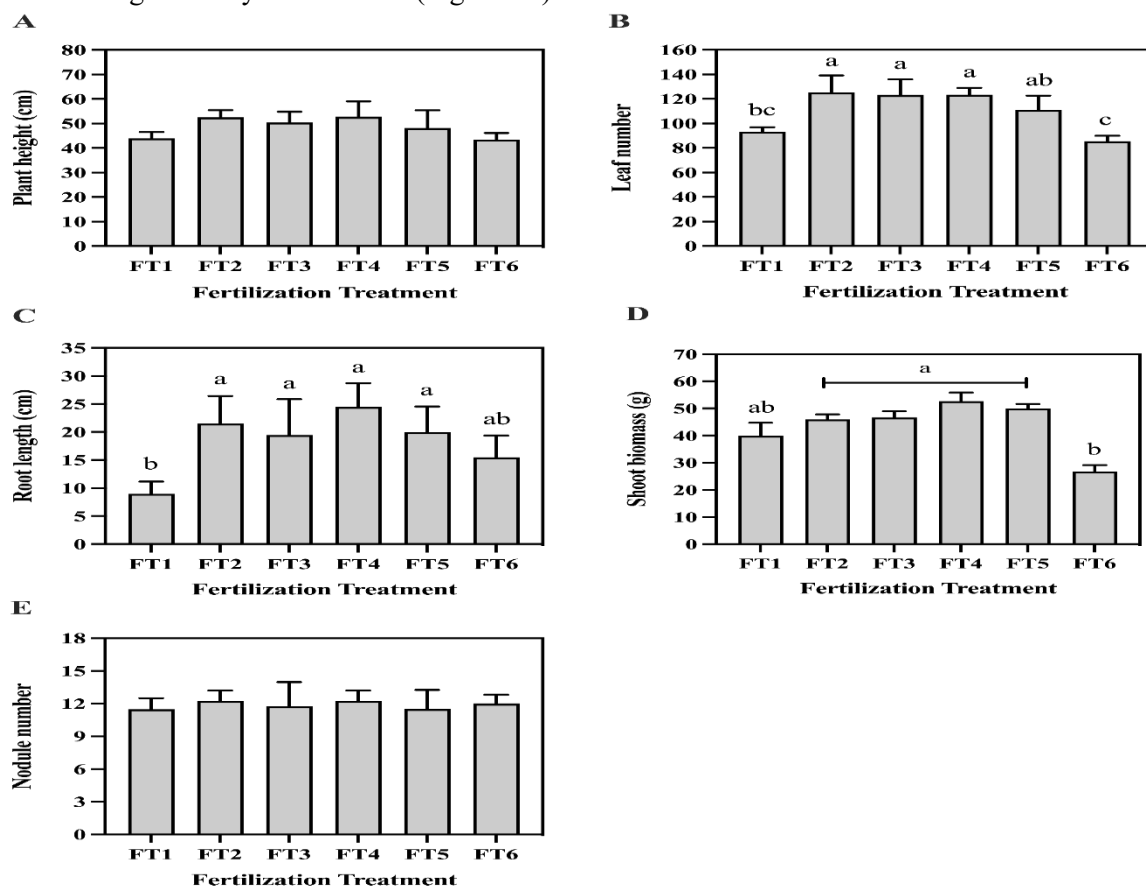 A
80
70
60
50
40
30
20
10
0
Plant height (cm)
FT1 FT2 FT3 FT4 FT5 FT6
Fertilization Treatment
B
160
140
120
100
80
60
40
20
0
Leaf number
bc a a a ab c
FT1 FT2 FT3 FT4 FT5 FT6
Fertilization Treatment
C
35
30
25
20
15
10
5
0
Root length (cm)
b a a a a ab
FT1 FT2 FT3 FT4 FT5 FT6
Fertilization Treatment
D
70
60
50
40
30
20
10
0
Shoot biomass (g)
ab a b
FT1 FT2 FT3 FT4 FT5 FT6
Fertilization Treatment
E
18
15
12
9
6
3
0
Nodule number
FT1 FT2 FT3 FT4 FT5 FT6
Fertilization Treatment